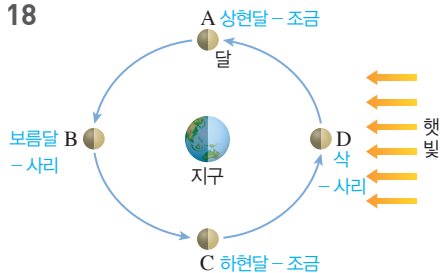 18
A 상현달 – 조금
달
보름달 B
– 사리
지구
D
삭
– 사리
햇
빛
C 하현달 – 조금